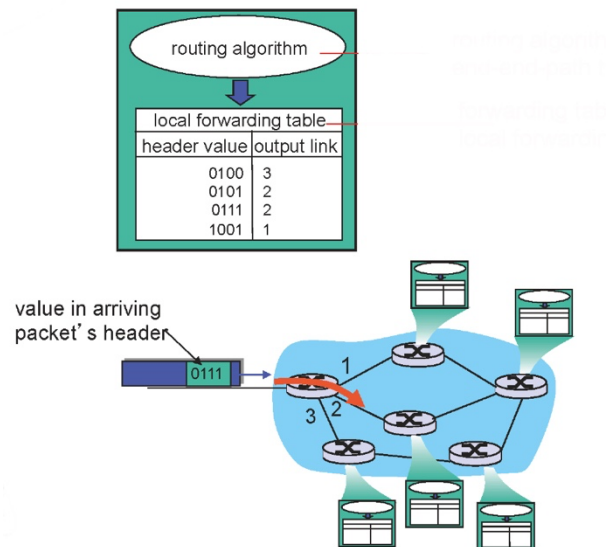 routing algorithm
local forwarding table
header value output link
0100 3
0101 2
0111 2
1001 1
value in arriving
packet's header
0111
1
2
3